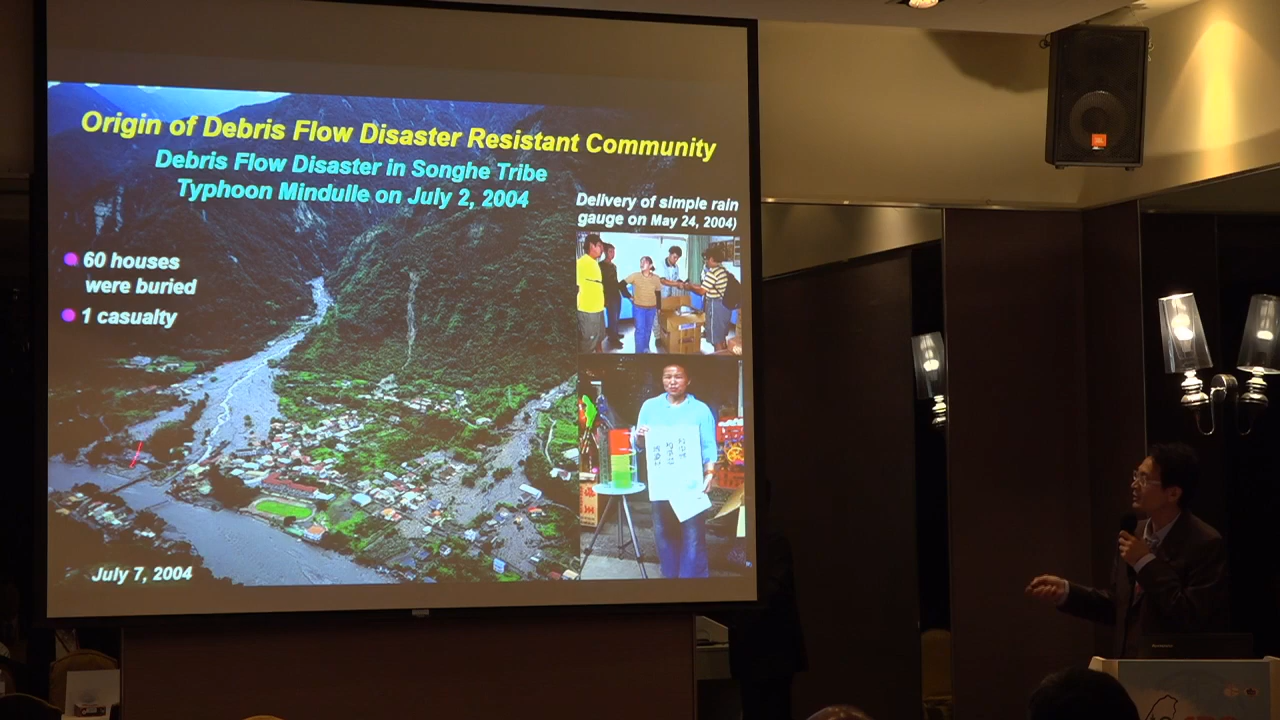 Origin of Debris Flow Disaster Resistant Community
Debris Flow Disaster in Songhe Tribe
Typhoon Mindulle on July 2, 2004
Delivery of simple rain
gauge on May 24, 2004)
60 houses
were buried
1 casualty
July 7, 2004
JBL